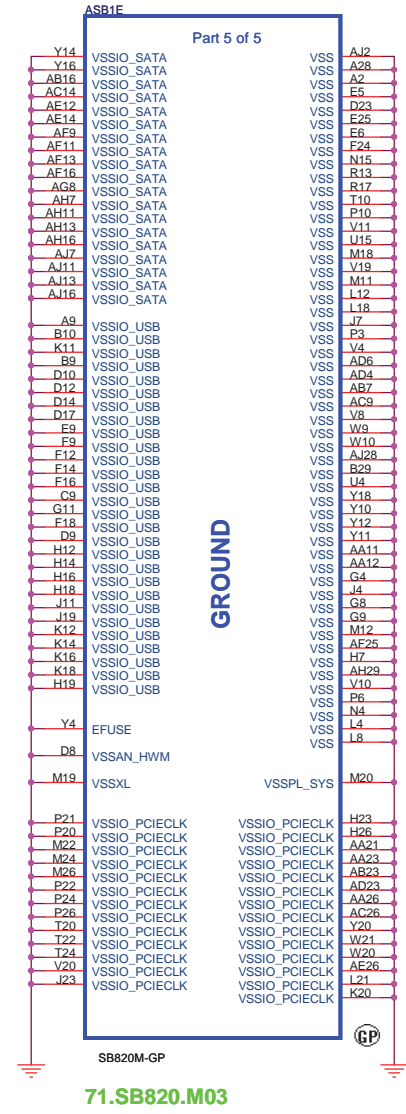 ASB1E
Part 5 of 5
Y14 VSSIO_SATA VSS AJ2
Y16 VSSIO_SATA VSS A28
AB16 VSSIO_SATA VSS A2
AC14 VSSIO_SATA VSS E5
AE12 VSSIO_SATA VSS D23
AE14 VSSIO_SATA VSS E25
AF9 VSSIO_SATA VSS E6
AF11 VSSIO_SATA VSS F24
AF13 VSSIO_SATA VSS N15
AF16 VSSIO_SATA VSS R13
AG8 VSSIO_SATA VSS R17
AH7 VSSIO_SATA VSS T10
AH11 VSSIO_SATA VSS P10
AH13 VSSIO_SATA VSS V11
AH16 VSSIO_SATA VSS U15
AJ7 VSSIO_SATA VSS M18
AJ11 VSSIO_SATA VSS V19
AJ13 VSSIO_SATA VSS M11
AJ16 VSSIO_SATA VSS L12
VSS L18
A9 VSSIO_USB VSS J7
B10 VSSIO_USB VSS P3
K11 VSSIO_USB VSS V4
B9 VSSIO_USB VSS AD6
D10 VSSIO_USB VSS AD4
D12 VSSIO_USB VSS AB7
D14 VSSIO_USB VSS AC9
D17 VSSIO_USB VSS V8
E9 VSSIO_USB VSS W9
F9 VSSIO_USB VSS W10
F12 VSSIO_USB VSS AJ28
F14 VSSIO_USB VSS B29
F16 VSSIO_USB VSS U4
C9 VSSIO_USB VSS Y18
G11 VSSIO_USB VSS Y10
F18 VSSIO_USB VSS Y12
D9 VSSIO_USB VSS Y11
H12 VSSIO_USB VSS AA11
H14 VSSIO_USB VSS AA12
H16 VSSIO_USB VSS G4
H18 VSSIO_USB VSS J4
J11 VSSIO_USB VSS G8
J19 VSSIO_USB VSS G9
K12 VSSIO_USB VSS M12
K14 VSSIO_USB VSS AF25
K16 VSSIO_USB VSS H7
K18 VSSIO_USB VSS AH29
H19 VSSIO_USB VSS V10
VSS P6
VSS N4
Y4 EFUSE VSS L4
VSS L8
GROUND
D8 VSSAN_HWM
M19 VSSXL VSSPL_SYS M20
P21 VSSIO_PCIECLK VSSIO_PCIECLK H23
P20 VSSIO_PCIECLK VSSIO_PCIECLK H26
M22 VSSIO_PCIECLK VSSIO_PCIECLK AA21
M24 VSSIO_PCIECLK VSSIO_PCIECLK AA23
M26 VSSIO_PCIECLK VSSIO_PCIECLK AB23
P22 VSSIO_PCIECLK VSSIO_PCIECLK AD23
P24 VSSIO_PCIECLK VSSIO_PCIECLK AA26
P26 VSSIO_PCIECLK VSSIO_PCIECLK AC26
T20 VSSIO_PCIECLK VSSIO_PCIECLK Y20
T22 VSSIO_PCIECLK VSSIO_PCIECLK W21
T24 VSSIO_PCIECLK VSSIO_PCIECLK W20
V20 VSSIO_PCIECLK VSSIO_PCIECLK AE26
J23 VSSIO_PCIECLK VSSIO_PCIECLK L21
VSSIO_PCIECLK K20
GP
SB820M-GP
71.SB820.M03